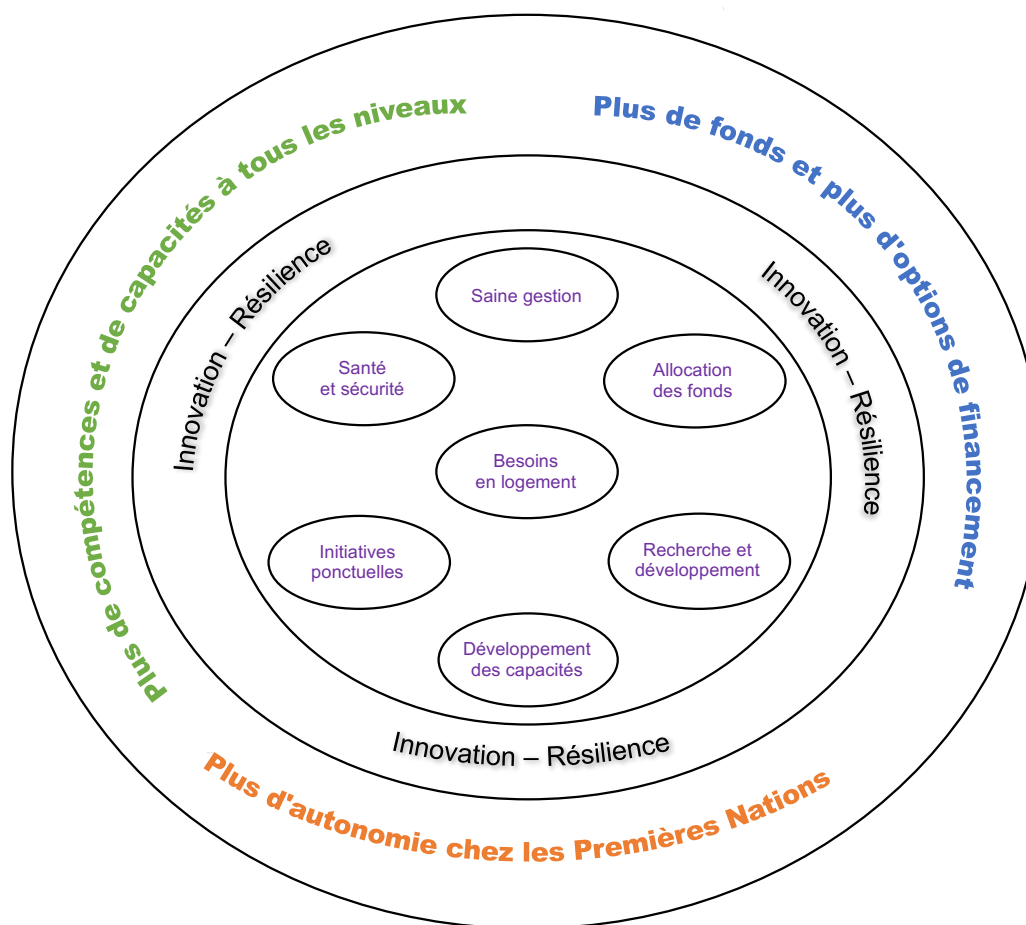 Plus de compétences et de capacités à tous les niveaux
Plus de fonds et plus d'options de financement
Innovation – Résilience
Innovation – Résilience
Saine gestion
Santé
et sécurité
Allocation
des fonds
Besoins
en logement
Initiatives
ponctuelles
Recherche et
développement
Développement
des capacités
Innovation – Résilience
Plus d'autonomie chez les Premières Nations